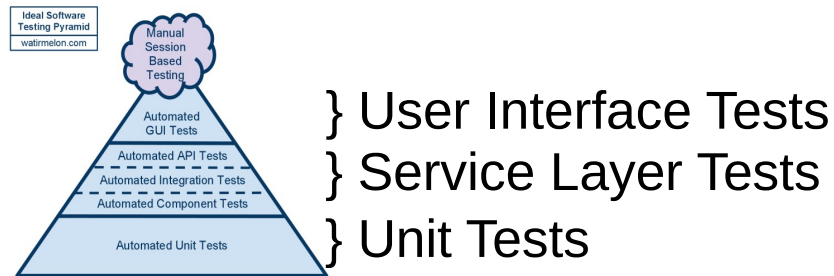 Ideal Software
Testing Pyramid
watirmelon.com
Manual
Session
Based
Testing
Automated
GUI Tests
Automated API Tests
Automated Integration Tests
Automated Component Tests
Automated Unit Tests
} User Interface Tests
} Service Layer Tests
} Unit Tests